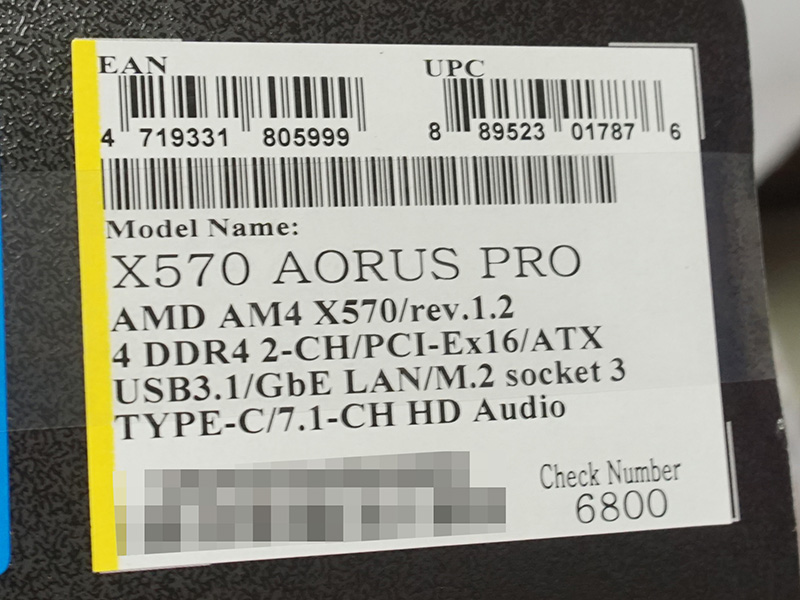 EAN
4 719331 805999
UPC
8 89523 01787 6
Model Name:
X570 AORUS PRO
AMD AM4 X570/rev.1.2
4 DDR4 2-CH/PCI-Ex16/ATX
USB3.1/GbE LAN/M.2 socket 3
TYPE-C/7.1-CH HD Audio
Check Number
6800